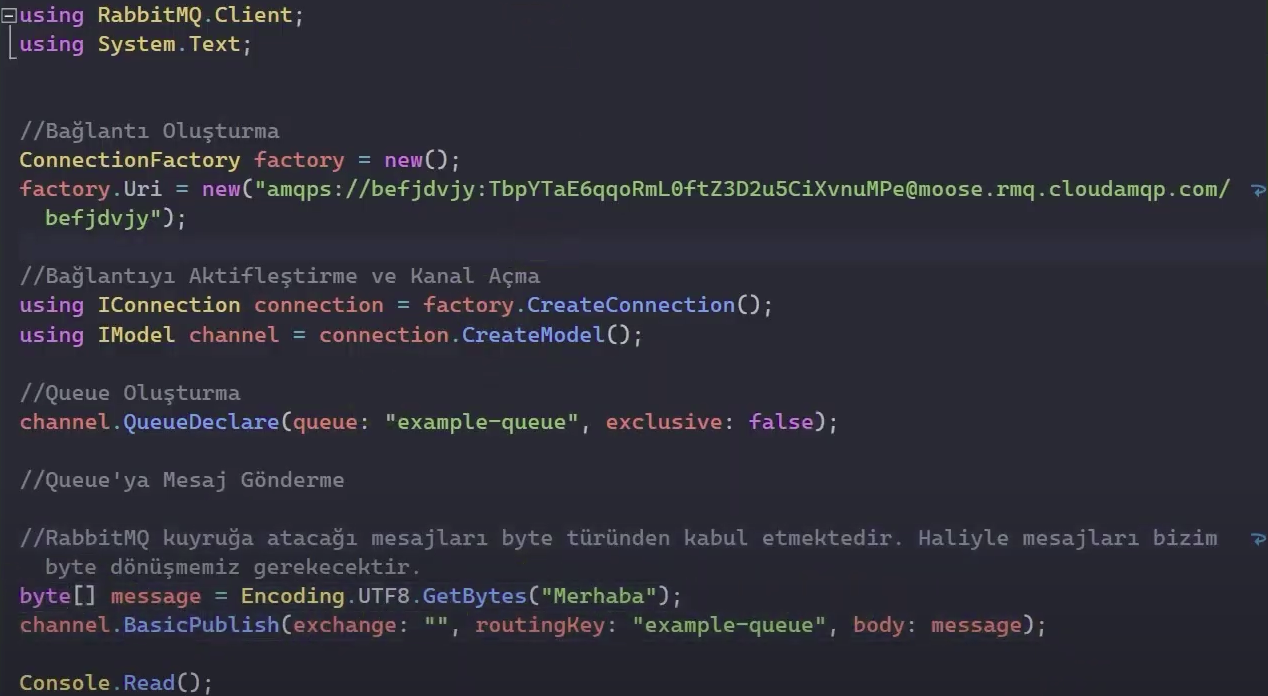 using RabbitMQ.Client;
using System.Text;
//Bağlantı Oluşturma
ConnectionFactory factory = new();
factory.Uri = new("amqps://befjdvjy:TbpYTaE6qqoRmL0ftZ3D2u5CiXvnuMPe@moose.rmq.cloudamqp.com/
befjdvjy");
//Bağlantıyı Aktifleştirme ve Kanal Açma
using IConnection connection = factory.CreateConnection();
using IModel channel = connection.CreateModel();
//Queue Oluşturma
channel.QueueDeclare(queue: "example-queue", exclusive: false);
//Queue'ya Mesaj Gönderme
//RabbitMQ kuyruğa atacağı mesajları byte türünden kabul etmektedir. Haliyle mesajları bizim
byte dönüşmemiz gerekecektir.
byte[] message = Encoding.UTF8.GetBytes("Merhaba");
channel.BasicPublish(exchange: "", routingKey: "example-queue", body: message);
Console.Read();